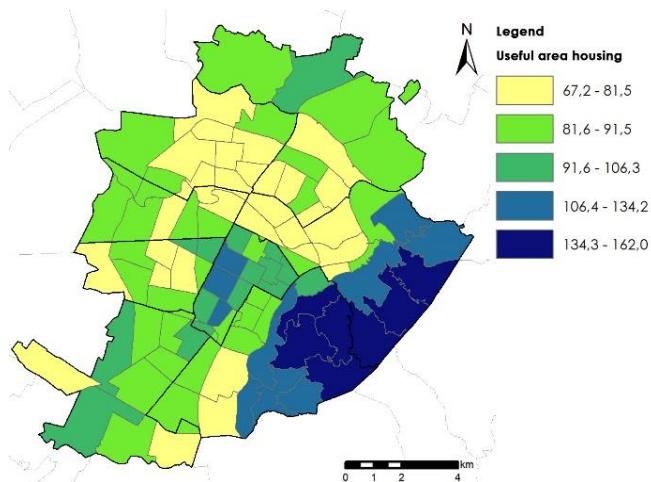 N
Legend
Useful area housing
67,2 - 81,5
81,6 - 91,5
91,6 - 106,3
106,4 - 134,2
134,3 - 162,0
km
0 1 2 4